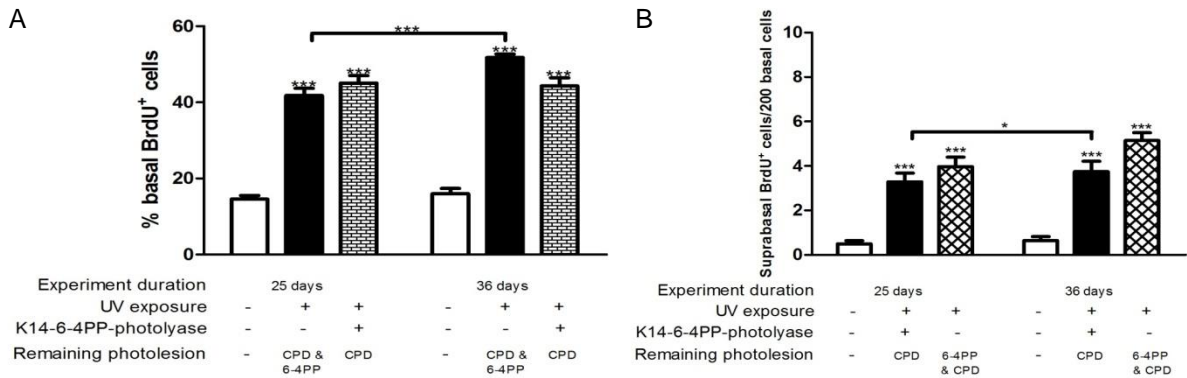 A
% basal BrdU⁺ cells
60
40
20
0
***
*** *** *** ***
Experiment duration 25 days 36 days
UV exposure - + + - + +
K14-6-4PP-photolyase - - + - - +
Remaining photolesion - CPD & 6-4PP CPD - CPD & 6-4PP CPD
B
Suprabasal BrdU⁺ cells/200 basal cells
10
8
6
4
2
0
*
*** *** *** ***
Experiment duration 25 days 36 days
UV exposure - + + - + +
K14-6-4PP-photolyase - + - - + -
Remaining photolesion - CPD 6-4PP & CPD - CPD 6-4PP & CPD